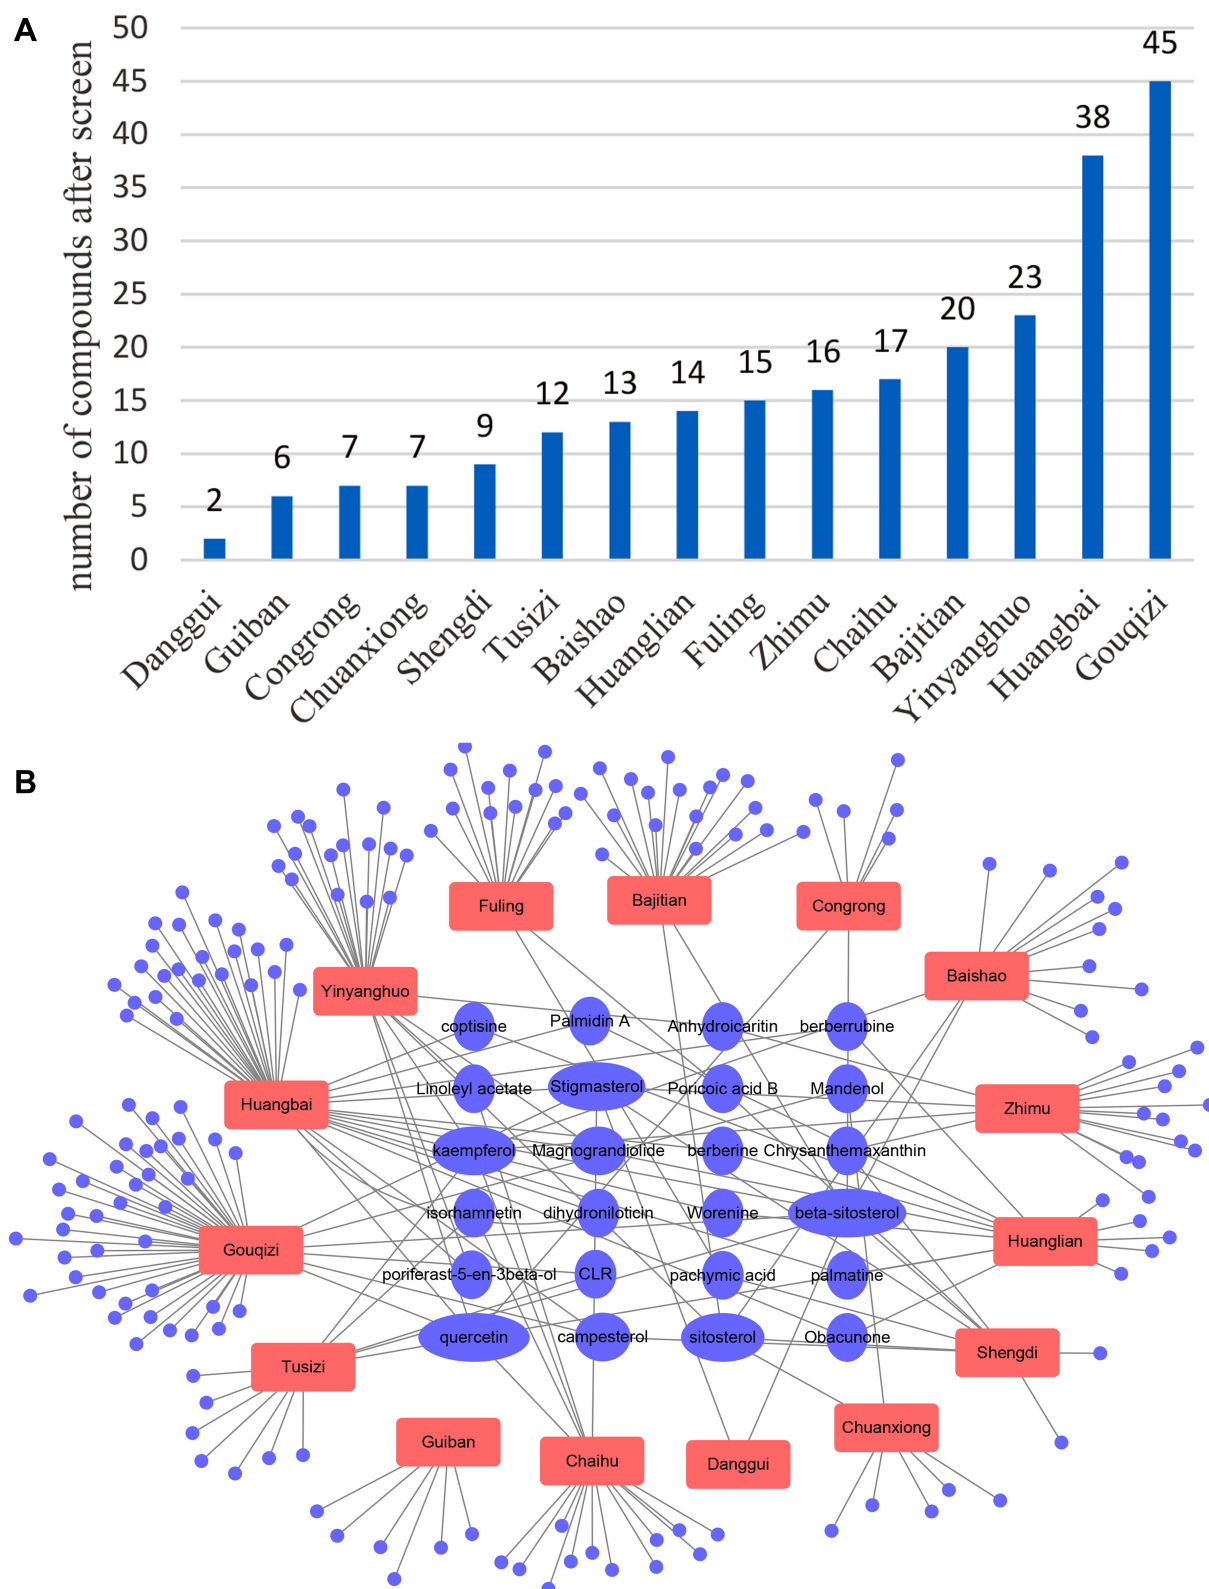 A
number of compounds after screen
50
45
40
35
30
25
20
15
10
5
0
2
6
7
7
9
12
13
14
15
16
17
20
23
38
45
Danggui
Guiban
Congrong
Chuanxiong
Shengdi
Tusizi
Baishao
Huanglian
Fuling
Zhimu
Chaihu
Bajitian
Yinyanghuo
Huangbai
Gouqizi
B
Fuling
Bajitian
Congrong
Baishao
Yinyanghuo
coptisine
Palmidin A
Anhydroicaritin
berberrubine
Huangbai
Linoleyl acetate
Stigmasterol
Poricoic acid B
Mandenol
Zhimu
kaempferol
Magnograndiolide
berberine
Chrysanthemaxanthin
isorhamnetin
dihydroniloticin
Worenine
beta-sitosterol
Gouqizi
Huanglian
poriferast-5-en-3beta-ol
CLR
pachymic acid
palmatine
quercetin
campesterol
sitosterol
Obacunone
Shengdi
Tusizi
Guiban
Chaihu
Danggui
Chuanxiong